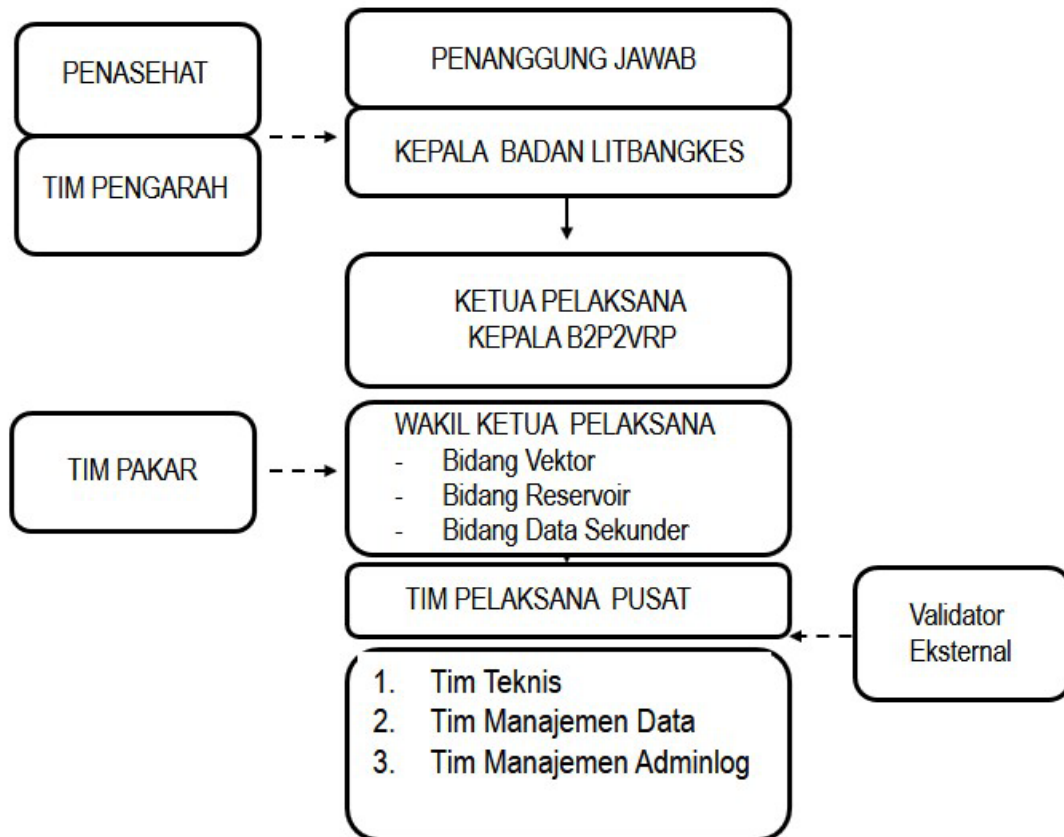 PENASEHAT
TIM PENGARAH
PENANGGUNG JAWAB
KEPALA BADAN LITBANGKES
KETUA PELAKSANA
KEPALA B2P2VRP
TIM PAKAR
WAKIL KETUA PELAKSANA
- Bidang Vektor
- Bidang Reservoir
- Bidang Data Sekunder
TIM PELAKSANA PUSAT
Validator
Eksternal
1. Tim Teknis
2. Tim Manajemen Data
3. Tim Manajemen Adminlog